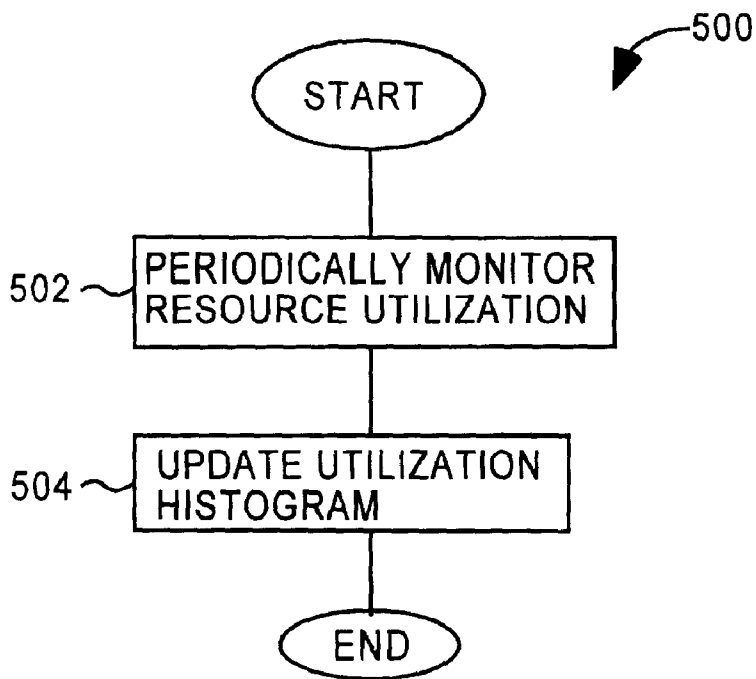 500
START
502
PERIODICALLY MONITOR
RESOURCE UTILIZATION
504
UPDATE UTILIZATION
HISTOGRAM
END